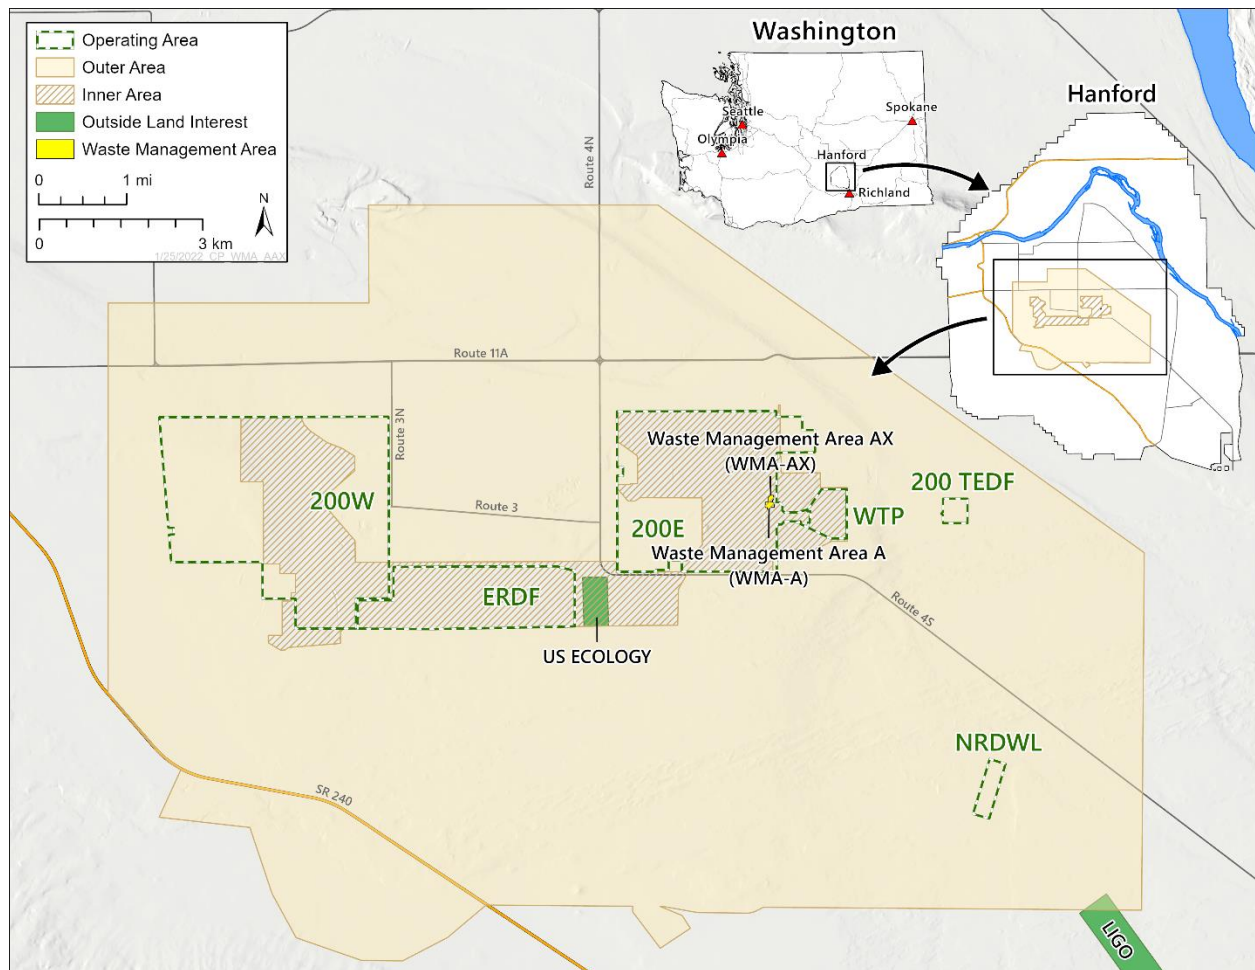 Operating Area
Outer Area
Inner Area
Outside Land Interest
Waste Management Area
0 1 mi
0 3 km
N
1/25/2022_CP_WMA_AAX
Washington
Seattle
Spokane
Olympia
Hanford
Richland
Hanford
Route 4N
Route 11A
Route 3N
Route 3
200W
Waste Management Area AX
(WMA-AX)
200 TEDF
WTP
200E
Waste Management Area A
(WMA-A)
ERDF
Route 4S
US ECOLOGY
NRDWL
SR 240
LIGO